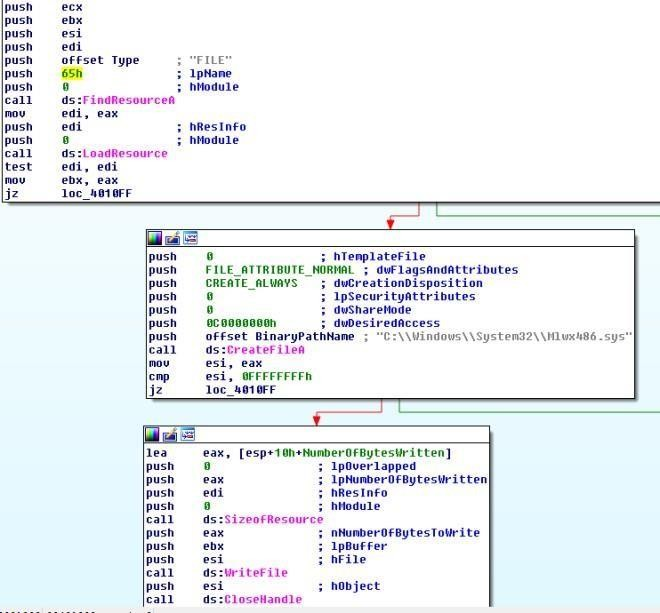 push ecx
push ebx
push esi
push edi
push offset Type ; "FILE"
push 65h ; lpName
push 0 ; hModule
call ds:FindResourceA
mov edi, eax
push edi ; hResInfo
push 0 ; hModule
call ds:LoadResource
test edi, edi
mov ebx, eax
jz loc_4010FF
push 0 ; hTemplateFile
push FILE_ATTRIBUTE_NORMAL ; dwFlagsAndAttributes
push CREATE_ALWAYS ; dwCreationDisposition
push 0 ; lpSecurityAttributes
push 0 ; dwShareMode
push 0C0000000h ; dwDesiredAccess
push offset BinaryPathName ; "C:\\Windows\\System32\\Mlwx486.sys"
call ds:CreateFileA
mov esi, eax
cmp esi, 0FFFFFFFFh
jz loc_4010FF
lea eax, [esp+10h+NumberOfBytesWritten]
push 0 ; lpOverlapped
push eax ; lpNumberOfBytesWritten
push edi ; hResInfo
push 0 ; hModule
call ds:SizeofResource
push eax ; nNumberOfBytesToWrite
push ebx ; lpBuffer
push esi ; hFile
call ds:WriteFile
push esi ; hObject
call ds:CloseHandle